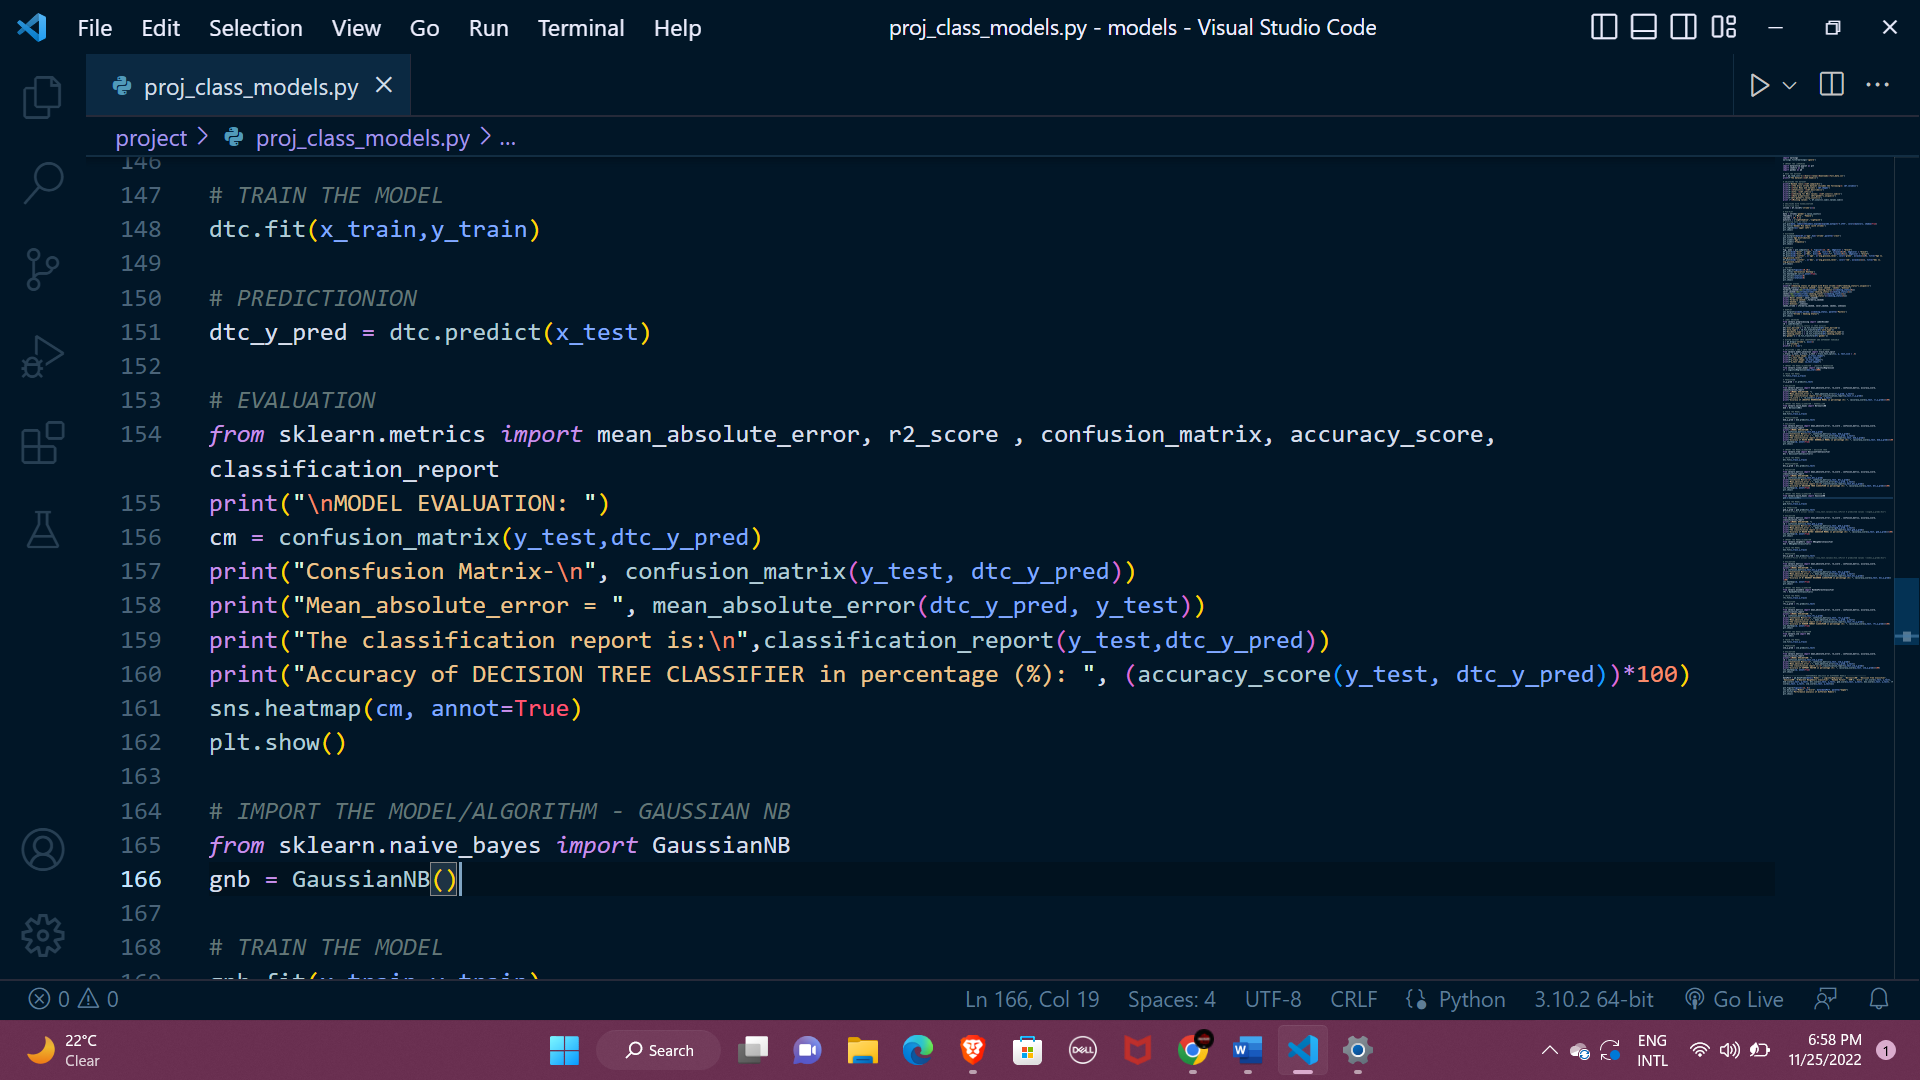 File Edit Selection View Go Run Terminal Help proj_class_models.py - models - Visual Studio Code
proj_class_models.py
project > proj_class_models.py > ...
146
147 # TRAIN THE MODEL
148 dtc.fit(x_train,y_train)
149
150 # PREDICTIONION
151 dtc_y_pred = dtc.predict(x_test)
152
153 # EVALUATION
154 from sklearn.metrics import mean_absolute_error, r2_score , confusion_matrix, accuracy_score,
classification_report
155 print("\nMODEL EVALUATION: ")
156 cm = confusion_matrix(y_test,dtc_y_pred)
157 print("Consfusion Matrix-\n", confusion_matrix(y_test, dtc_y_pred))
158 print("Mean_absolute_error = ", mean_absolute_error(dtc_y_pred, y_test))
159 print("The classification report is:\n",classification_report(y_test,dtc_y_pred))
160 print("Accuracy of DECISION TREE CLASSIFIER in percentage (%): ", (accuracy_score(y_test, dtc_y_pred))*100)
161 sns.heatmap(cm, annot=True)
162 plt.show()
163
164 # IMPORT THE MODEL/ALGORITHM - GAUSSIAN NB
165 from sklearn.naive_bayes import GaussianNB
166 gnb = GaussianNB()
167
168 # TRAIN THE MODEL
169 gnb.fit(x_train,y_train)
0 0 Ln 166, Col 19 Spaces: 4 UTF-8 CRLF Python 3.10.2 64-bit Go Live
22°C
Clear
Search
DELL
ENG
INTL
6:58 PM
11/25/2022
1